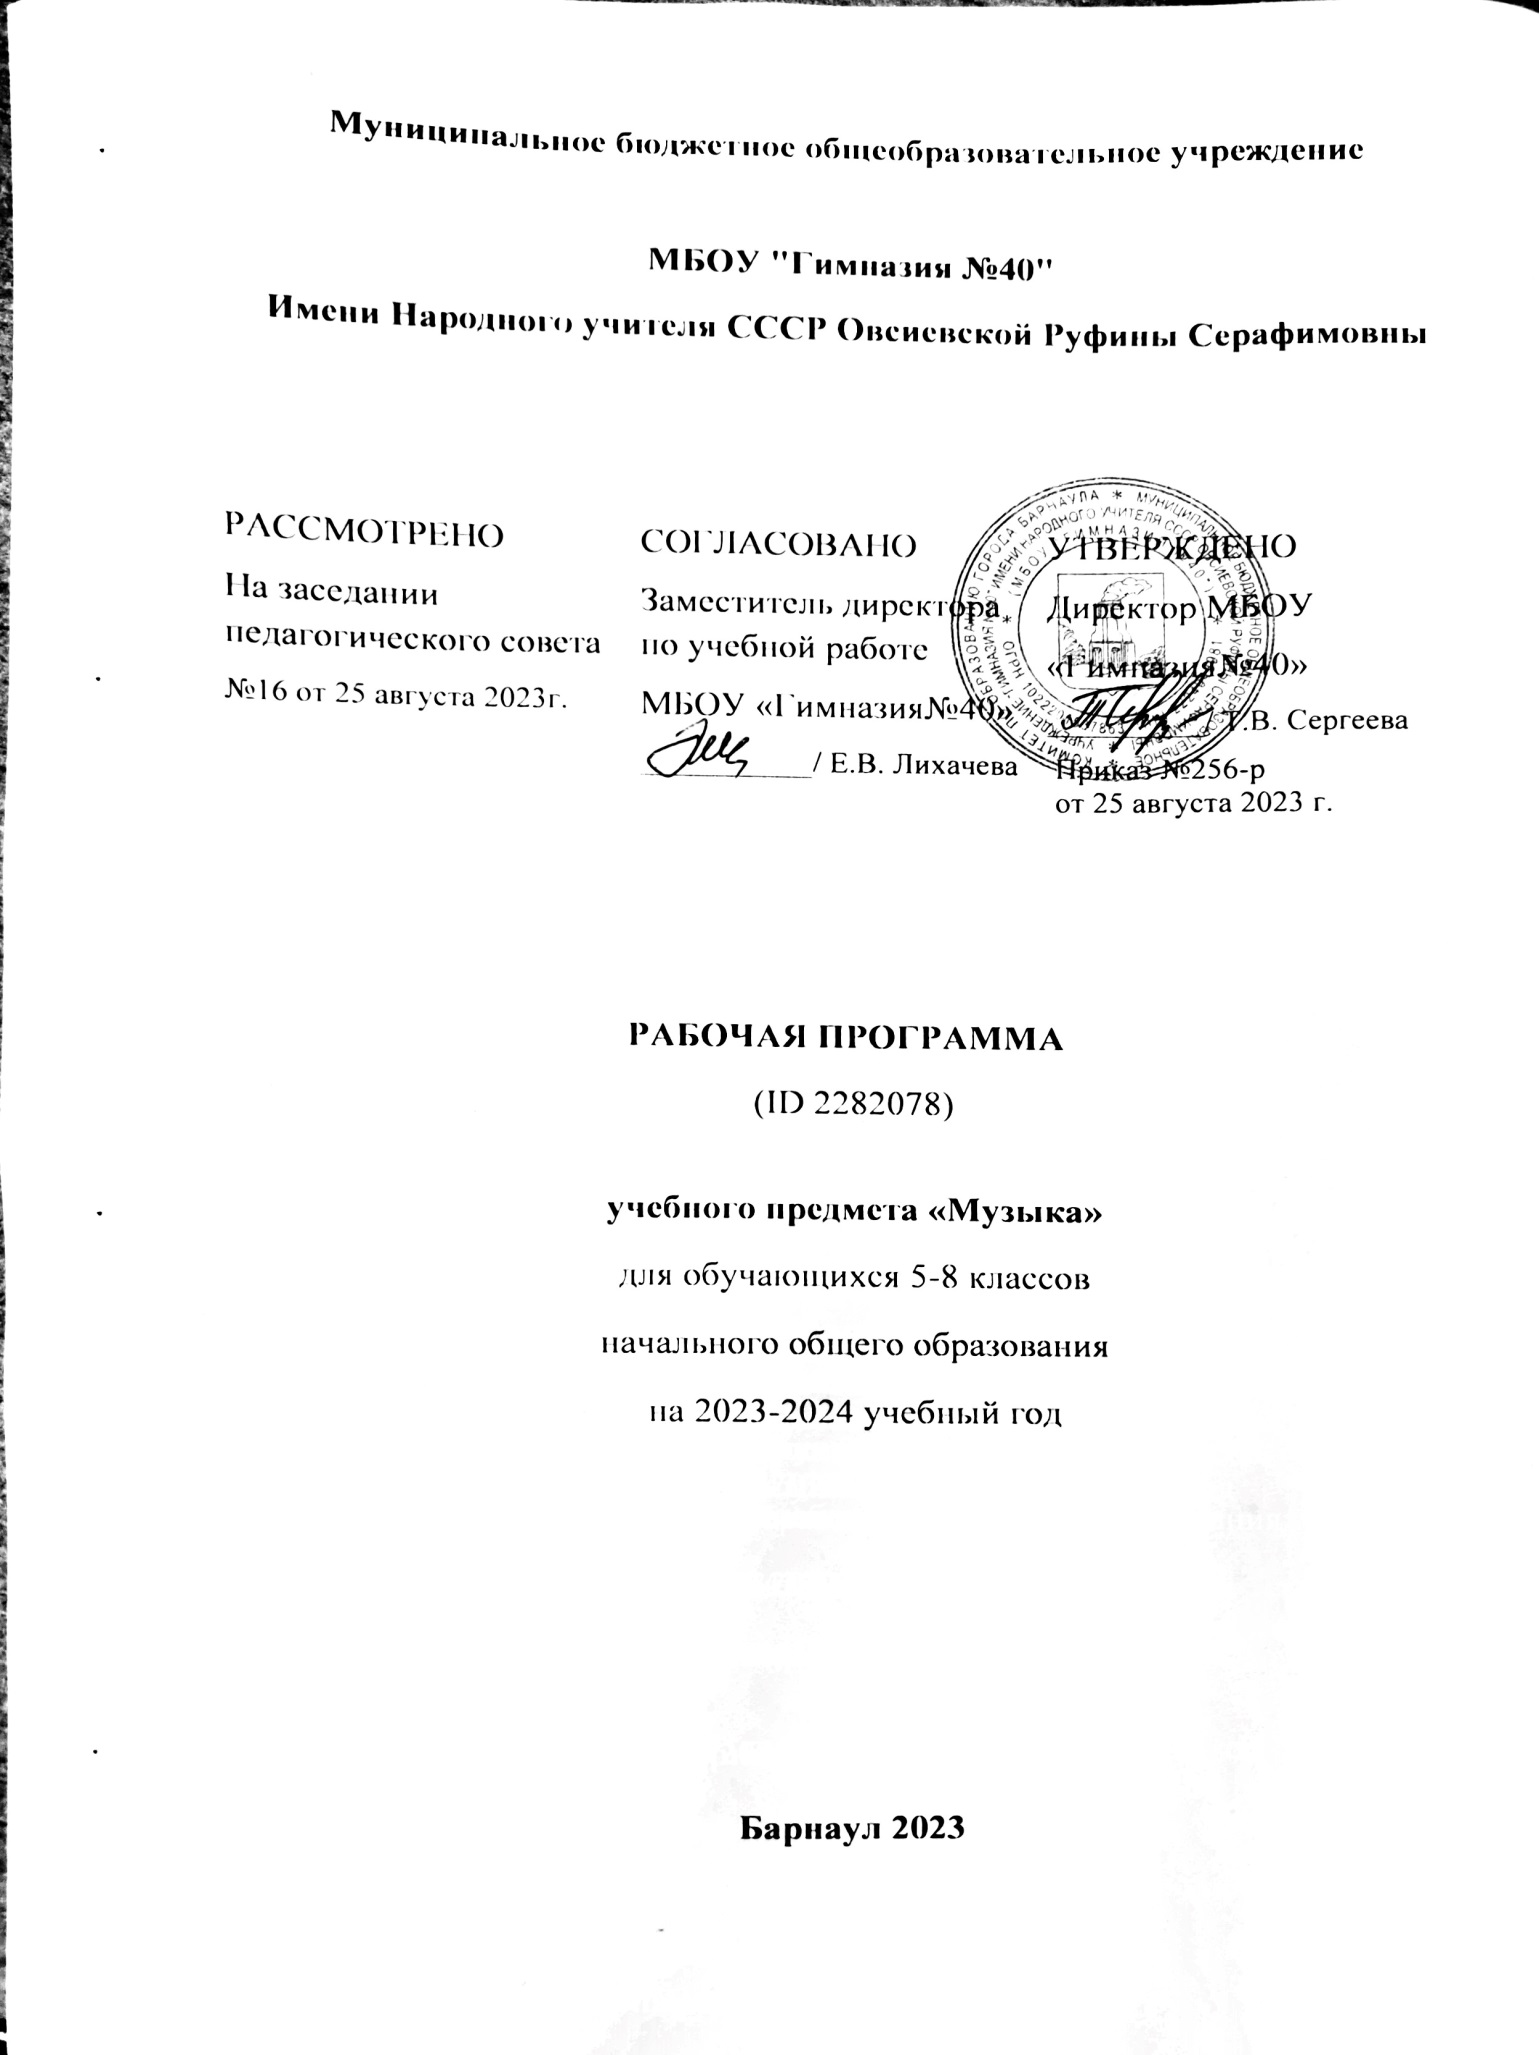 Муниципальное бюджетное общеобразовательное учреждение
МБОУ "Гимназия №40"
Имени Народного учителя СССР Овсиевской Руфины Серафимовны
РАССМОТРЕНО
На заседании
педагогического совета
№16 от 25 августа 2023г.
СОГЛАСОВАНО
Заместитель директора
по учебной работе
МБОУ «Гимназия№40»
/ Е.В. Лихачева
УТВЕРЖДЕНО
Директор МБОУ
«Гимназия№40»
Т.В. Сергеева
Приказ №256-р
от 25 августа 2023 г.
РАБОЧАЯ ПРОГРАММА
(ID 2282078)
учебного предмета «Музыка»
для обучающихся 5-8 классов
начального общего образования
на 2023-2024 учебный год
Барнаул 2023